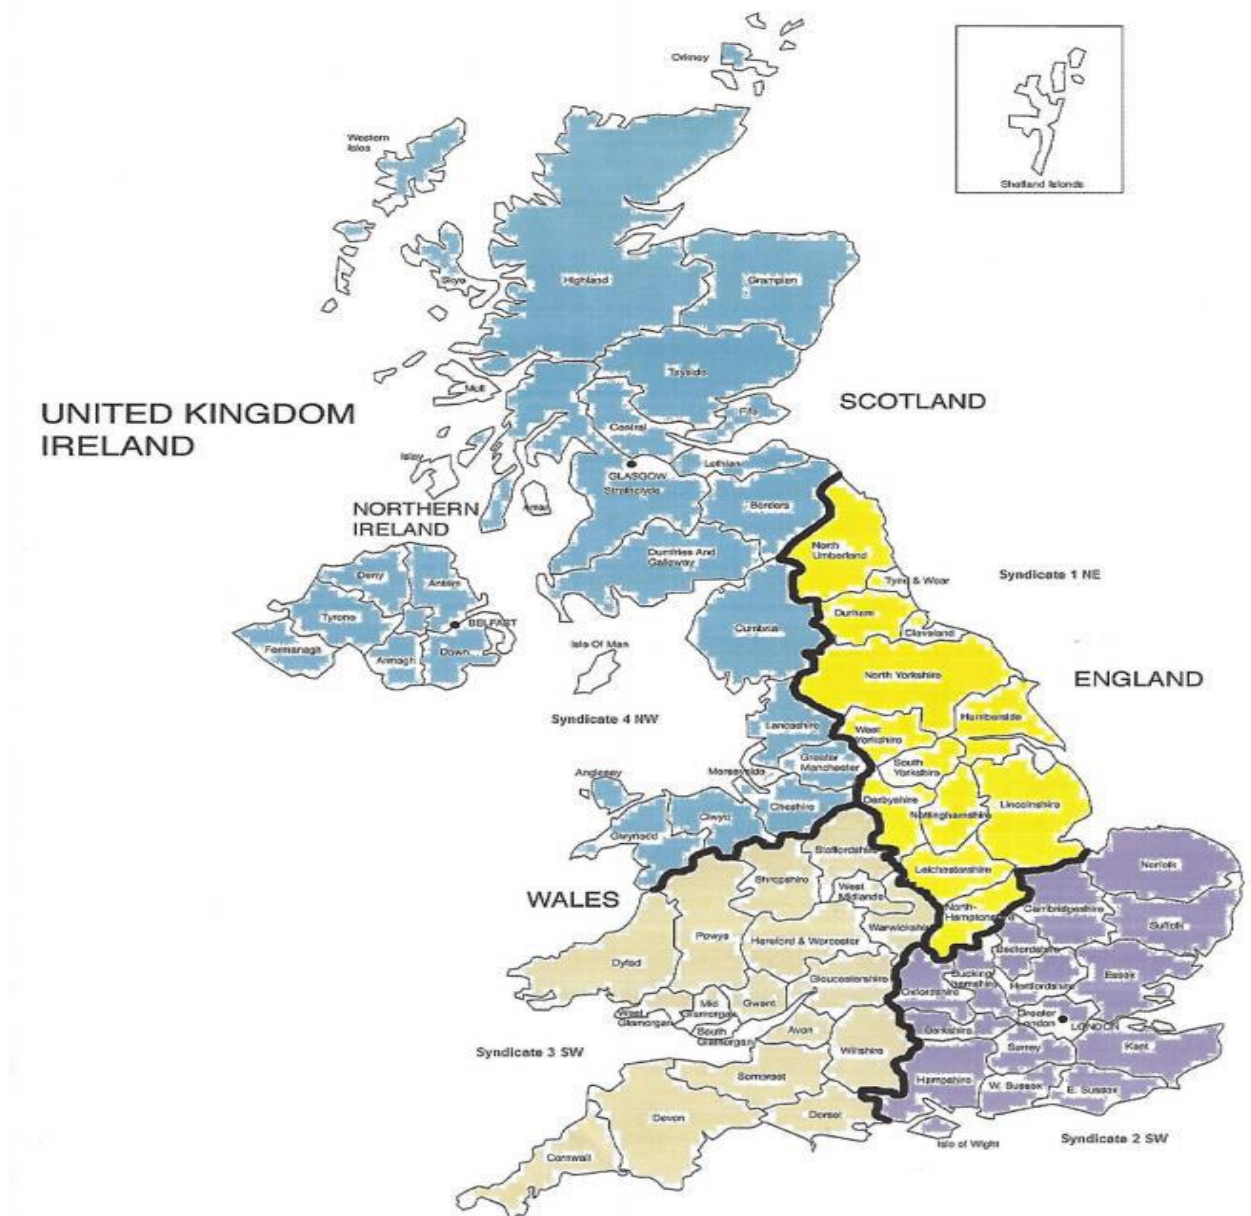 Orkney
Western
Isles
Shetland Islands
Skye
Highland
Grampian
Tayside
Mull
UNITED KINGDOM
IRELAND
SCOTLAND
Fife
Central
Islay
Lothian
GLASGOW
Strathclyde
Borders
Arran
NORTHERN
IRELAND
Dumfries And
Galloway
North
Umberland
Syndicate 1 NE
Tyne & Wear
Derry
Antrim
Tyrone
BELFAST
Durham
Cleveland
Fermanagh
Armagh
Down
Cumbria
Isle Of Man
North Yorkshire
ENGLAND
Syndicate 4 NW
Lancashire
Humberside
West
Yorkshire
Greater
Manchester
South
Yorkshire
Anglesey
Merseyside
Derbyshire
Cheshire
Lincolnshire
Nottinghamshire
Clwyd
Gwynedd
Staffordshire
Leichestershire
Norfolk
Shropshire
West
Midlands
WALES
North-
Hamptonshire
Cambridgeshire
Suffolk
Warwickshire
Powys
Hereford & Worcester
Bedfordshire
Dyfed
Essex
Gloucestershire
Bucking
hamshire
Hertfordshire
Oxfordshire
West
Glamorgan
Mid
Glamorgan
Gwent
Greater
London
LONDON
South
Glamorgan
Avon
Berkshire
Syndicate 3 SW
Wiltshire
Surrey
Kent
Somerset
Hampshire
W. Sussex
E. Sussex
Devon
Dorset
Isle of Wight
Syndicate 2 SW
Cornwall